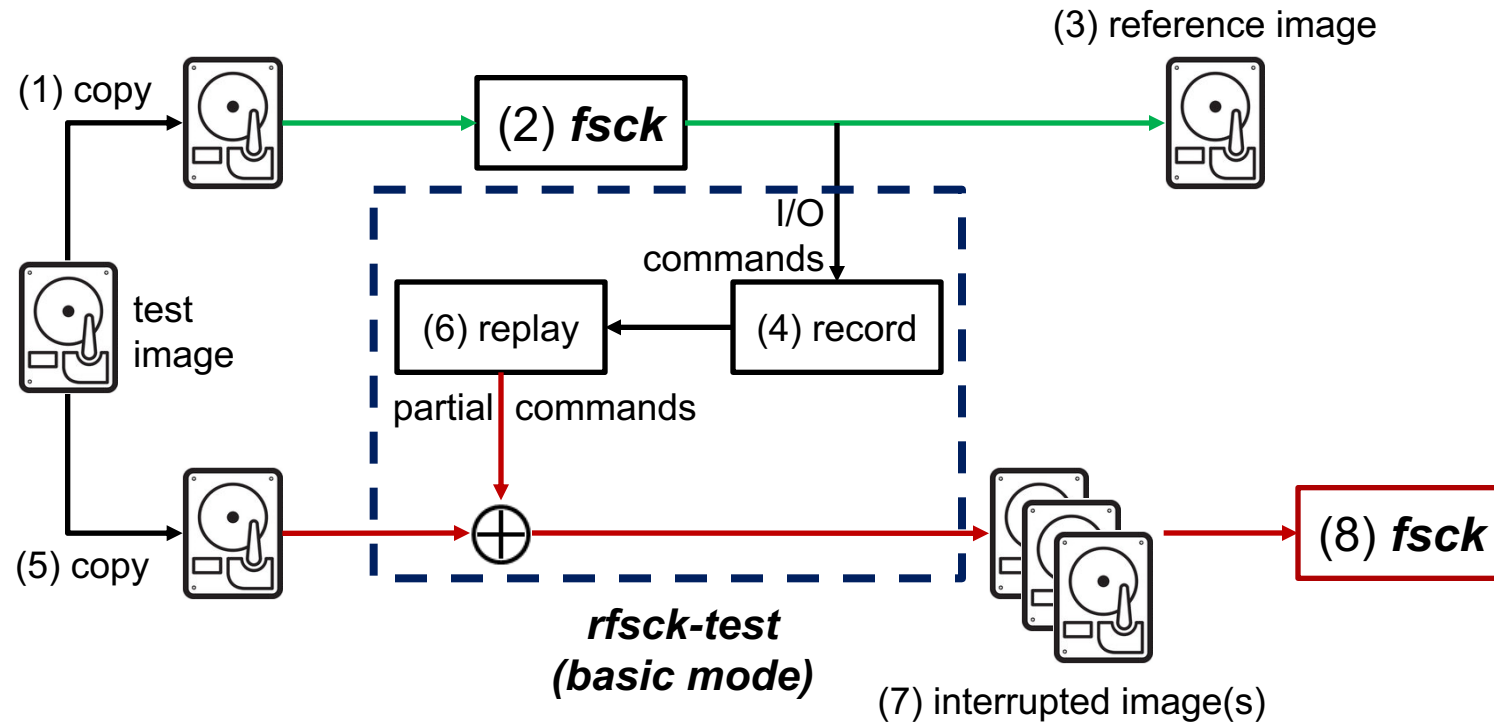 (3) reference image
(1) copy
(2) fsck
I/O
commands
test
image
(6) replay
(4) record
partial commands
(5) copy
(8) fsck
rfsck-test
(basic mode)
(7) interrupted image(s)